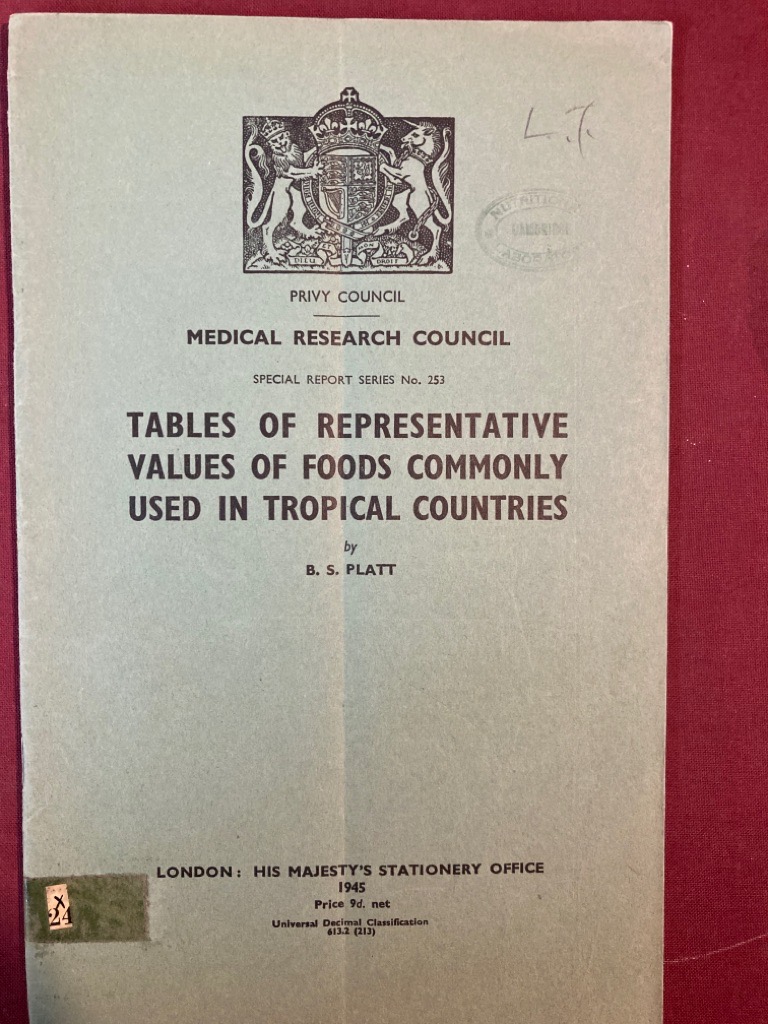 L.J.
NUTRITION
CAMBRIDGE
DIEU ET MON DROIT
PRIVY COUNCIL
MEDICAL RESEARCH COUNCIL
SPECIAL REPORT SERIES No. 253
TABLES OF REPRESENTATIVE
VALUES OF FOODS COMMONLY
USED IN TROPICAL COUNTRIES
by
B. S. PLATT
LONDON: HIS MAJESTY'S STATIONERY OFFICE
1945
Price 9d. net
Universal Decimal Classification
613.2 (213)
X
24